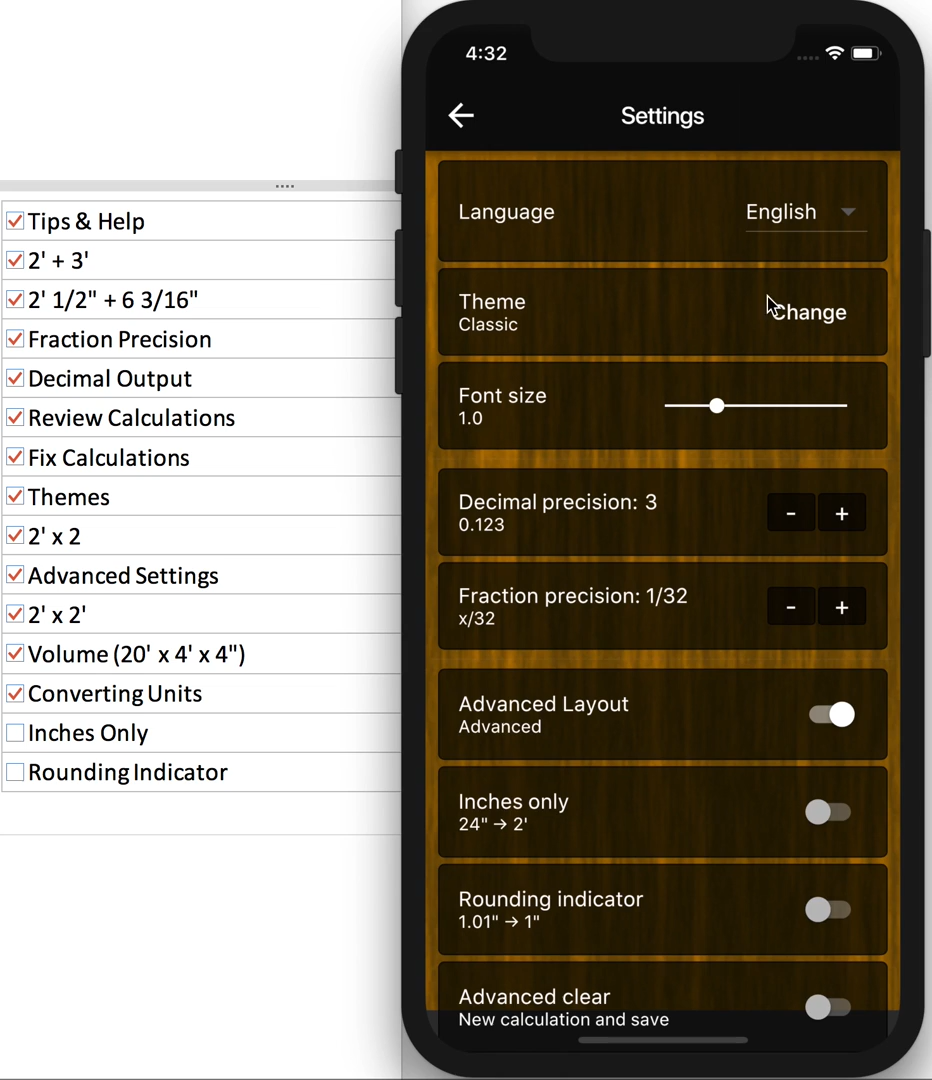 Tips & Help
2' + 3'
2' 1/2" + 6 3/16"
Fraction Precision
Decimal Output
Review Calculations
Fix Calculations
Themes
2' x 2
Advanced Settings
2' x 2'
Volume (20' x 4' x 4")
Converting Units
Inches Only
Rounding Indicator
4:32
Settings
Language
English
Theme
Classic
Change
Font size
1.0
Decimal precision: 3
0.123
- +
Fraction precision: 1/32
x/32
- +
Advanced Layout
Advanced
Inches only
24" → 2'
Rounding indicator
1.01" → 1"
Advanced clear
New calculation and save